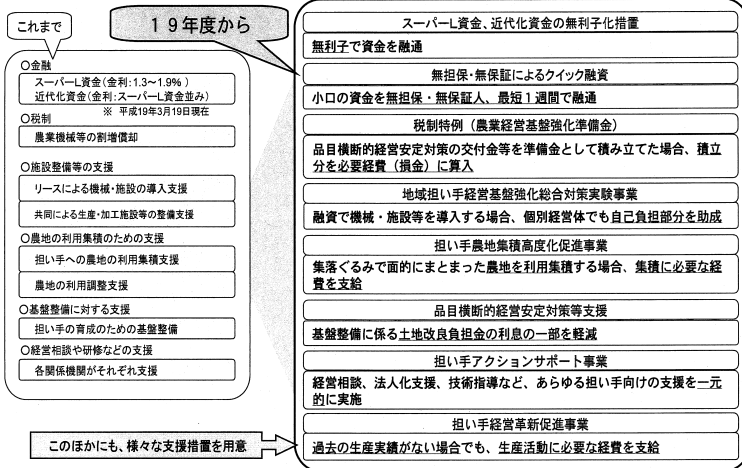 これまで
○金融
スーパーL資金(金利:1.3～1.9% )
近代化資金(金利:スーパーL資金並み)
※ 平成19年3月19日現在
○税制
農業機械等の割増償却
○施設整備等の支援
リースによる機械・施設の導入支援
共同による生産・加工施設等の整備支援
○農地の利用集積のための支援
担い手への農地の利用集積支援
農地の利用調整支援
○基盤整備に対する支援
担い手の育成のための基盤整備
○経営相談や研修などの支援
各関係機関がそれぞれ支援
19年度から
スーパーL資金、近代化資金の無利子化措置
無利子で資金を融通
無担保・無保証によるクイック融資
小口の資金を無担保・無保証人、最短1週間で融通
税制特例(農業経営基盤強化準備金)
品目横断的経営安定対策の交付金等を準備金として積み立てた場合、積立
分を必要経費(損金)に算入
地域担い手経営基盤強化総合対策実験事業
融資で機械・施設等を導入する場合、個別経営体でも自己負担部分を助成
担い手農地集積高度化促進事業
集落ぐるみで面的にまとまった農地を利用集積する場合、集積に必要な経
費を支給
品目横断的経営安定対策等支援
基盤整備に係る土地改良負担金の利息の一部を軽減
担い手アクションサポート事業
経営相談、法人化支援、技術指導など、あらゆる担い手向けの支援を一元
的に実施
担い手経営革新促進事業
過去の生産実績がない場合でも、生産活動に必要な経費を支給
このほかにも、様々な支援措置を用意